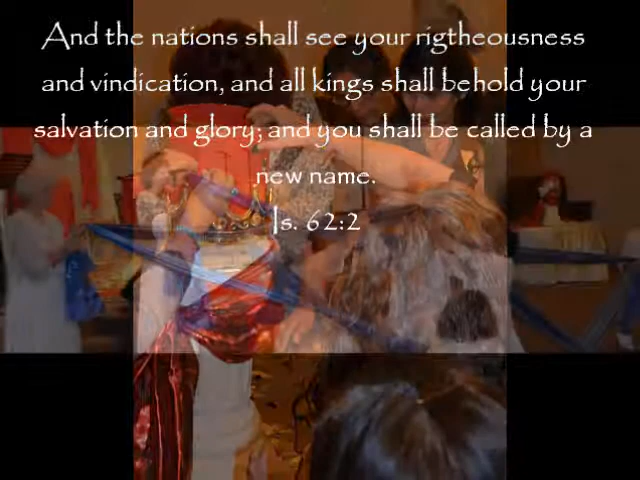 And the nations shall see your rigtheousness
and vindication, and all kings shall behold your
salvation and glory; and you shall be called by a
new name.
Is. 62:2